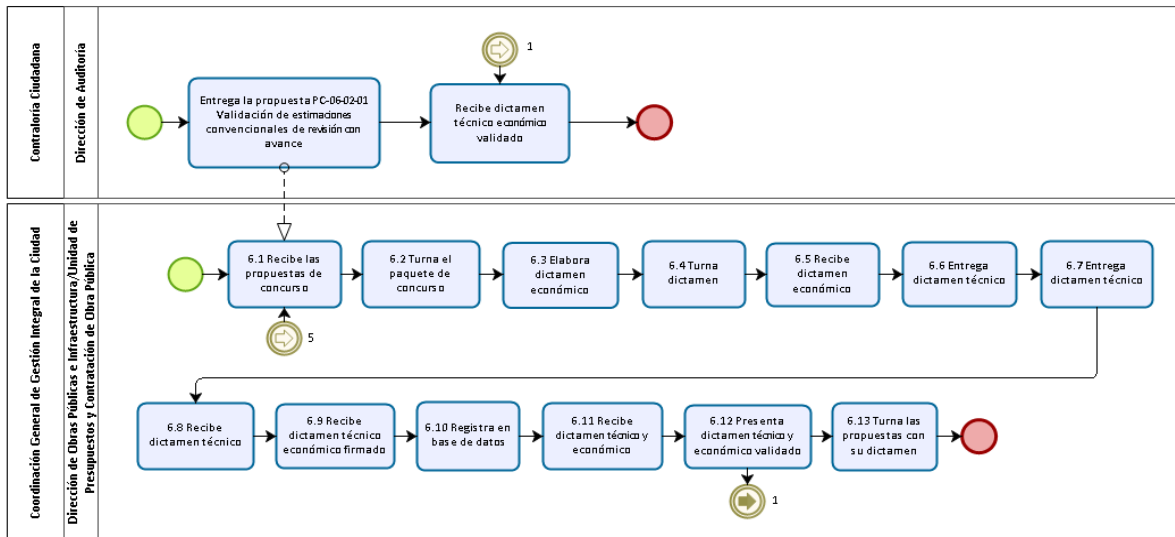 Contraloría Ciudadana
Dirección de Auditoría
1
Entrega la propuesta PC-06-02-01
Validación de estimaciones
convencionales de revisión con
avance
Recibe dictamen
técnico económico
validado
Coordinación General de Gestión Integral de la Ciudad
Dirección de Obras Públicas e Infraestructura/Unidad de
Presupuestos y Contratación de Obra Pública
6.1 Recibe las
propuestas de
concurso
6.2 Turna el
paquete de
concurso
6.3 Elabora
dictamen
económico
6.4 Turna
dictamen
6.5 Recibe
dictamen
económico
6.6 Entrega
dictamen técnico
6.7 Entrega
dictamen técnico
5
6.8 Recibe
dictamen técnico
6.9 Recibe
dictamen técnico
económico firmado
6.10 Registra en
base de datos
6.11 Recibe
dictamen técnico y
económico
6.12 Presenta
dictamen técnico y
económico validado
6.13 Turna las
propuestas con
su dictamen
1